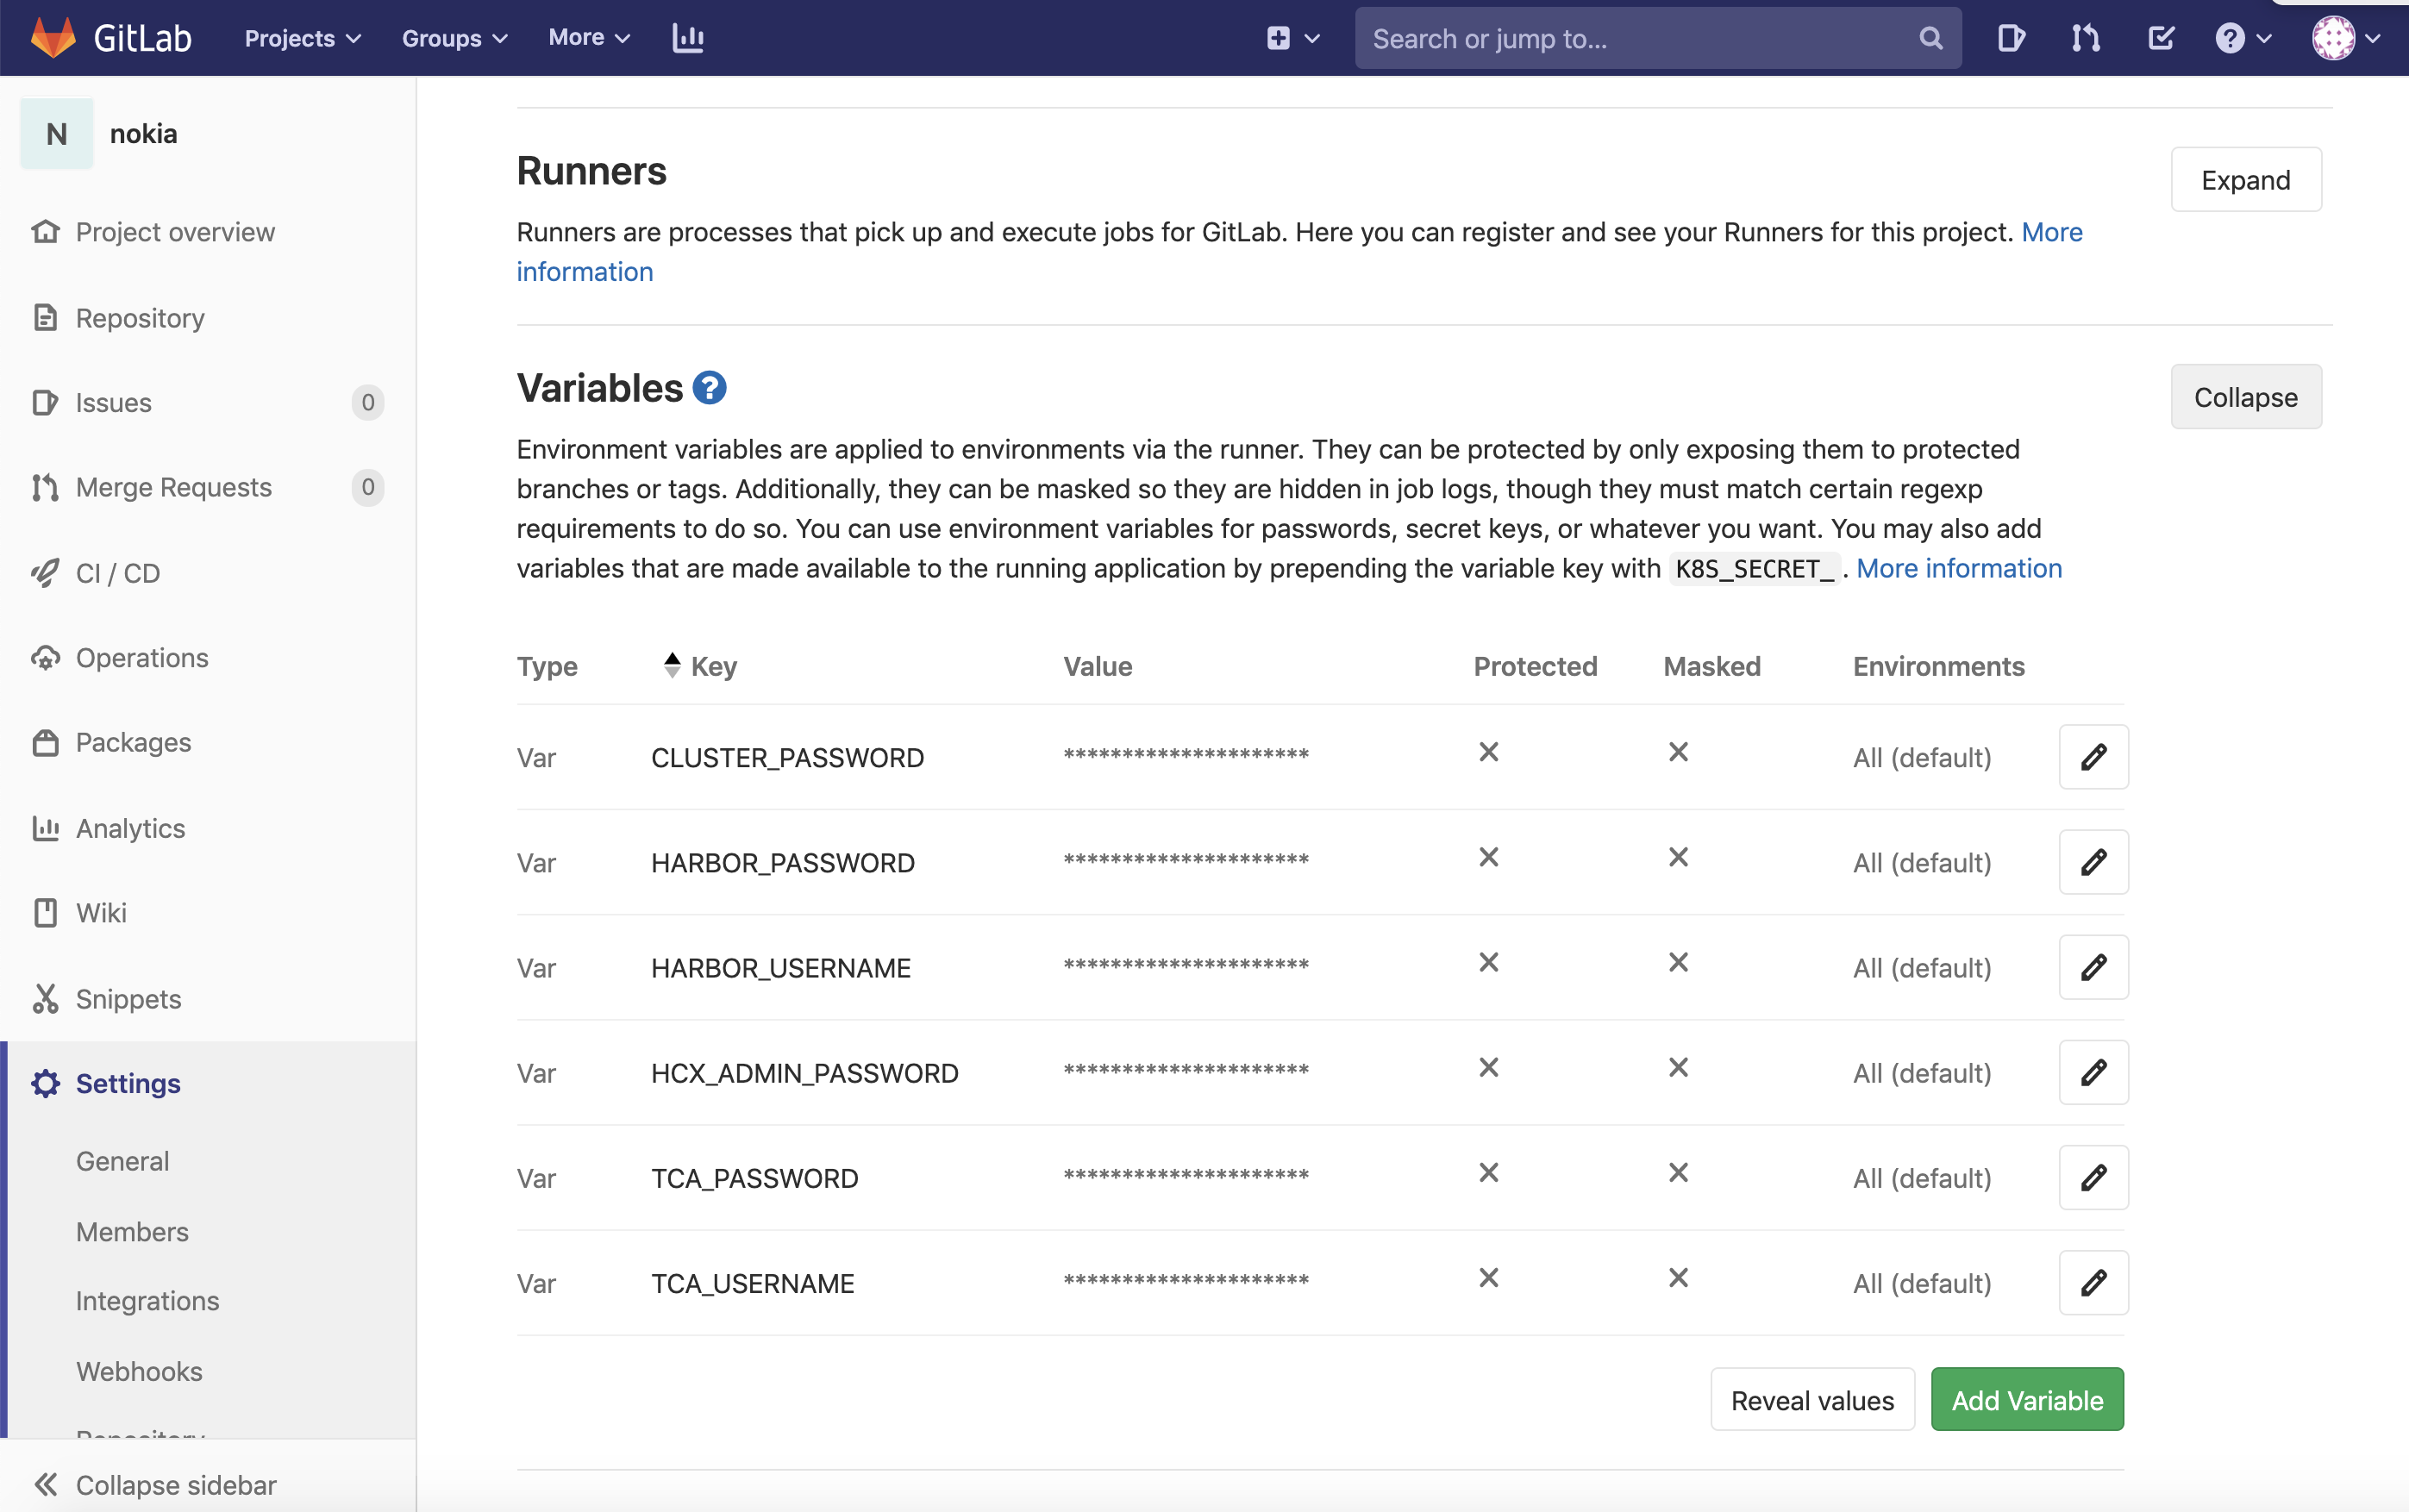 GitLab Projects Groups More Search or jump to...
N nokia
Project overview
Repository
Issues 0
Merge Requests 0
CI / CD
Operations
Packages
Analytics
Wiki
Snippets
Settings
General
Members
Integrations
Webhooks
Repository
Collapse sidebar
Runners
Expand
Runners are processes that pick up and execute jobs for GitLab. Here you can register and see your Runners for this project. More
information
Variables ?
Collapse
Environment variables are applied to environments via the runner. They can be protected by only exposing them to protected
branches or tags. Additionally, they can be masked so they are hidden in job logs, though they must match certain regexp
requirements to do so. You can use environment variables for passwords, secret keys, or whatever you want. You may also add
variables that are made available to the running application by prepending the variable key with K8S_SECRET_ . More information
Type Key Value Protected Masked Environments
Var CLUSTER_PASSWORD ********************* All (default)
Var HARBOR_PASSWORD ********************* All (default)
Var HARBOR_USERNAME ********************* All (default)
Var HCX_ADMIN_PASSWORD ********************* All (default)
Var TCA_PASSWORD ********************* All (default)
Var TCA_USERNAME ********************* All (default)
Reveal values Add Variable